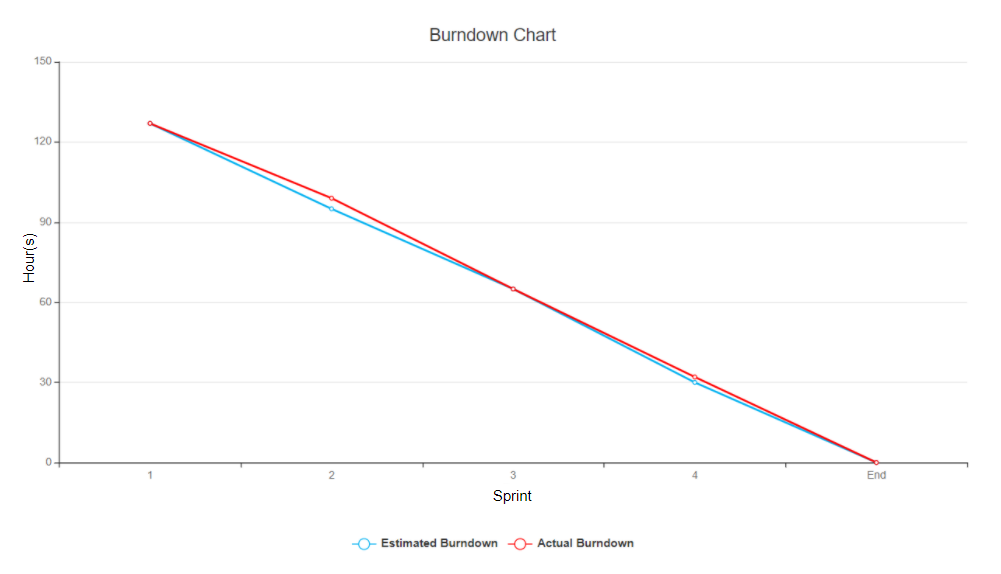 Burndown Chart
150
120
90
60
30
0
Hour(s)
1 2 3 4 End
Sprint
Estimated Burndown Actual Burndown